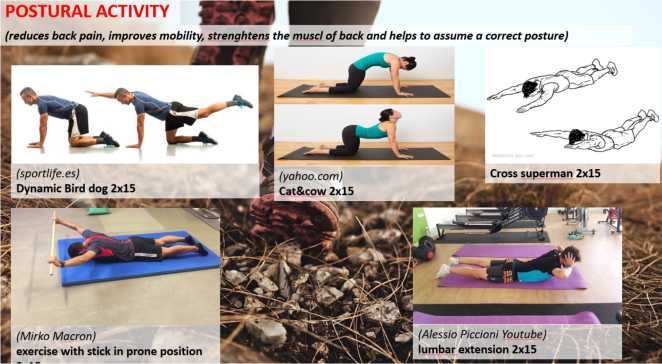 POSTURAL ACTIVITY
(reduces back pain, improves mobility, strenghtens the muscl of back and helps to assume a correct posture)
(sportlife.es)
Dynamic Bird dog 2x15
(yahoo.com)
Cat&cow 2x15
Cross superman 2x15
(Mirko Macron)
exercise with stick in prone position
(Alessio Piccioni Youtube)
lumbar extension 2x15